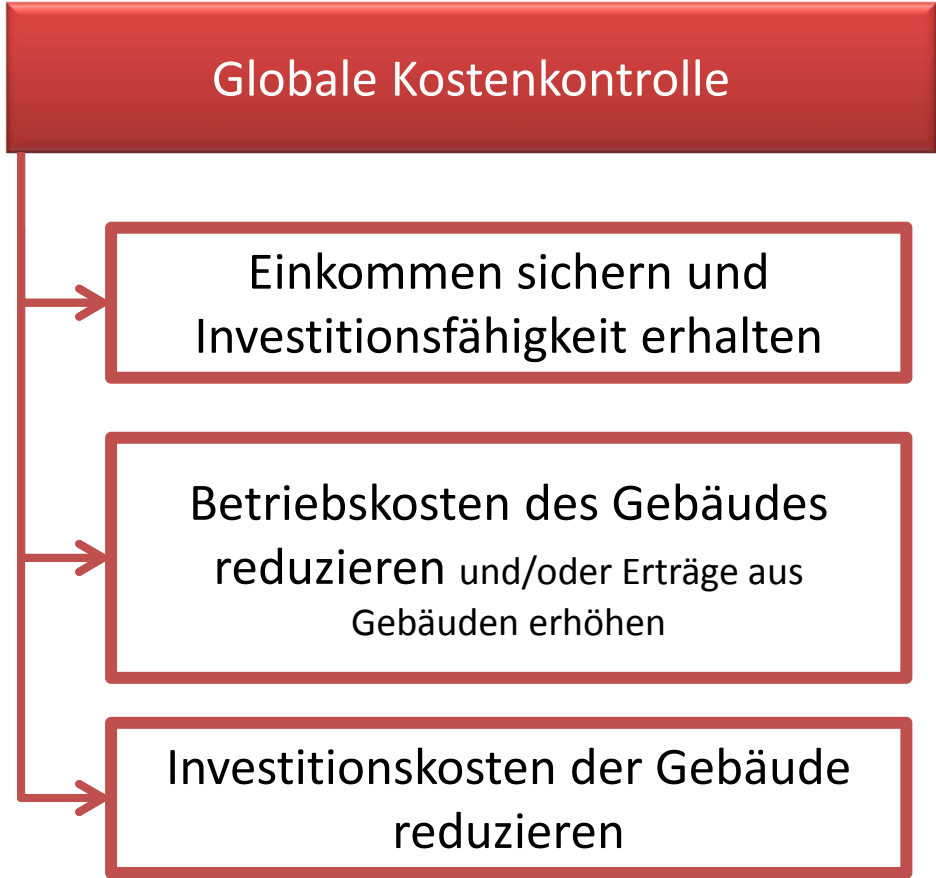 Globale Kostenkontrolle
Einkommen sichern und
Investitionsfähigkeit erhalten
Betriebskosten des Gebäudes
reduzieren und/oder Erträge aus
Gebäuden erhöhen
Investitionskosten der Gebäude
reduzieren